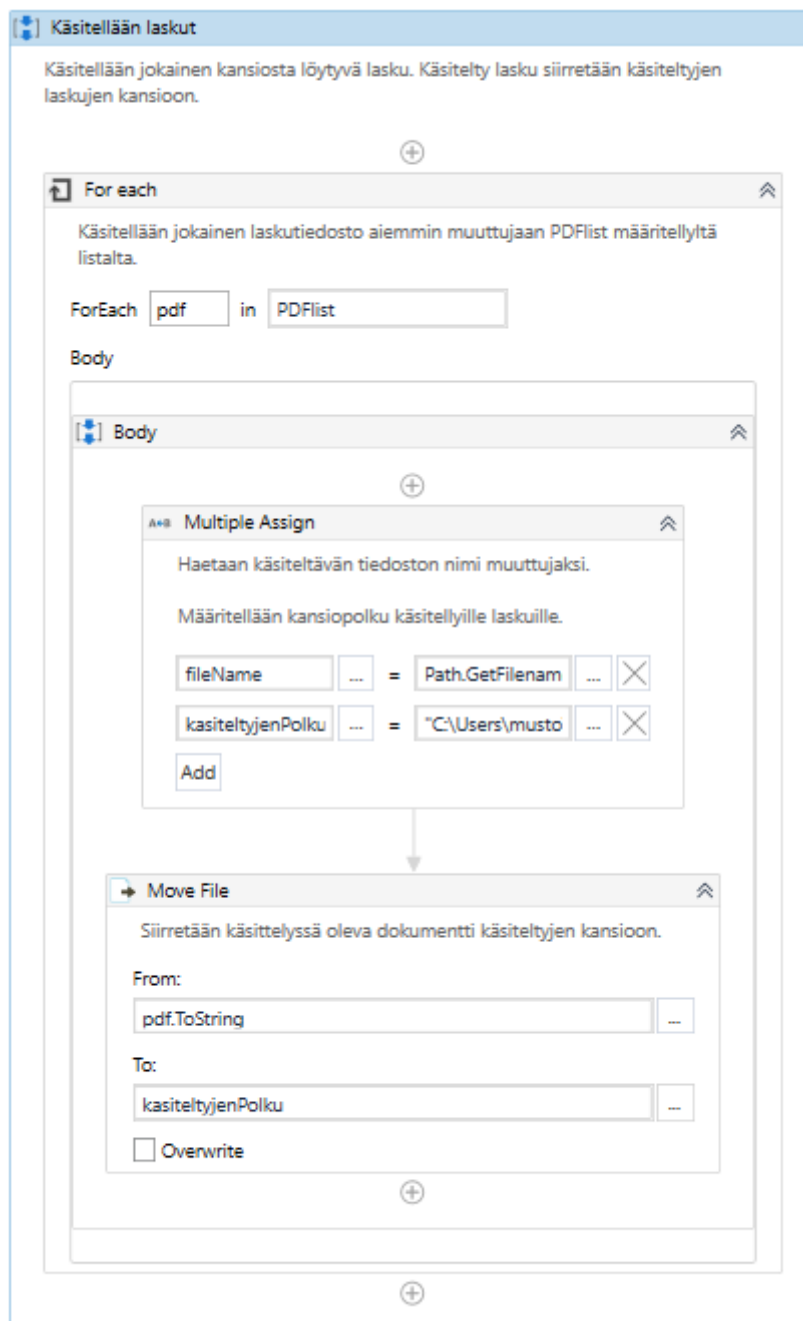 Käsitellään laskut
Käsitellään jokainen kansiosta löytyvä lasku. Käsitelty lasku siirretään käsiteltyjen
laskujen kansioon.
For each
Käsitellään jokainen laskutiedosto aiemmin muuttujaan PDFlist määritellyltä
listalta.
ForEach pdf in PDFlist
Body
Body
A←B Multiple Assign
Haetaan käsiteltävän tiedoston nimi muuttujaksi.
Määritellään kansiopolku käsitellyille laskuille.
fileName ... = Path.GetFilenam ...
kasiteltyjenPolku ... = "C:\Users\musto ...
Add
Move File
Siirretään käsittelyssä oleva dokumentti käsiteltyjen kansioon.
From:
pdf.ToString ...
To:
kasiteltyjenPolku ...
Overwrite